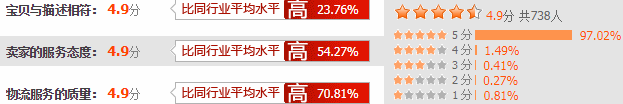 宝贝与描述相符： 4.9分 比同行业平均水平 高 23.76%
卖家的服务态度： 4.9分 比同行业平均水平 高 54.27%
物流服务的质量： 4.9分 比同行业平均水平 高 70.81%
4.9分 共738人
5分 97.02%
4分 1.49%
3分 0.41%
2分 0.27%
1分 0.81%